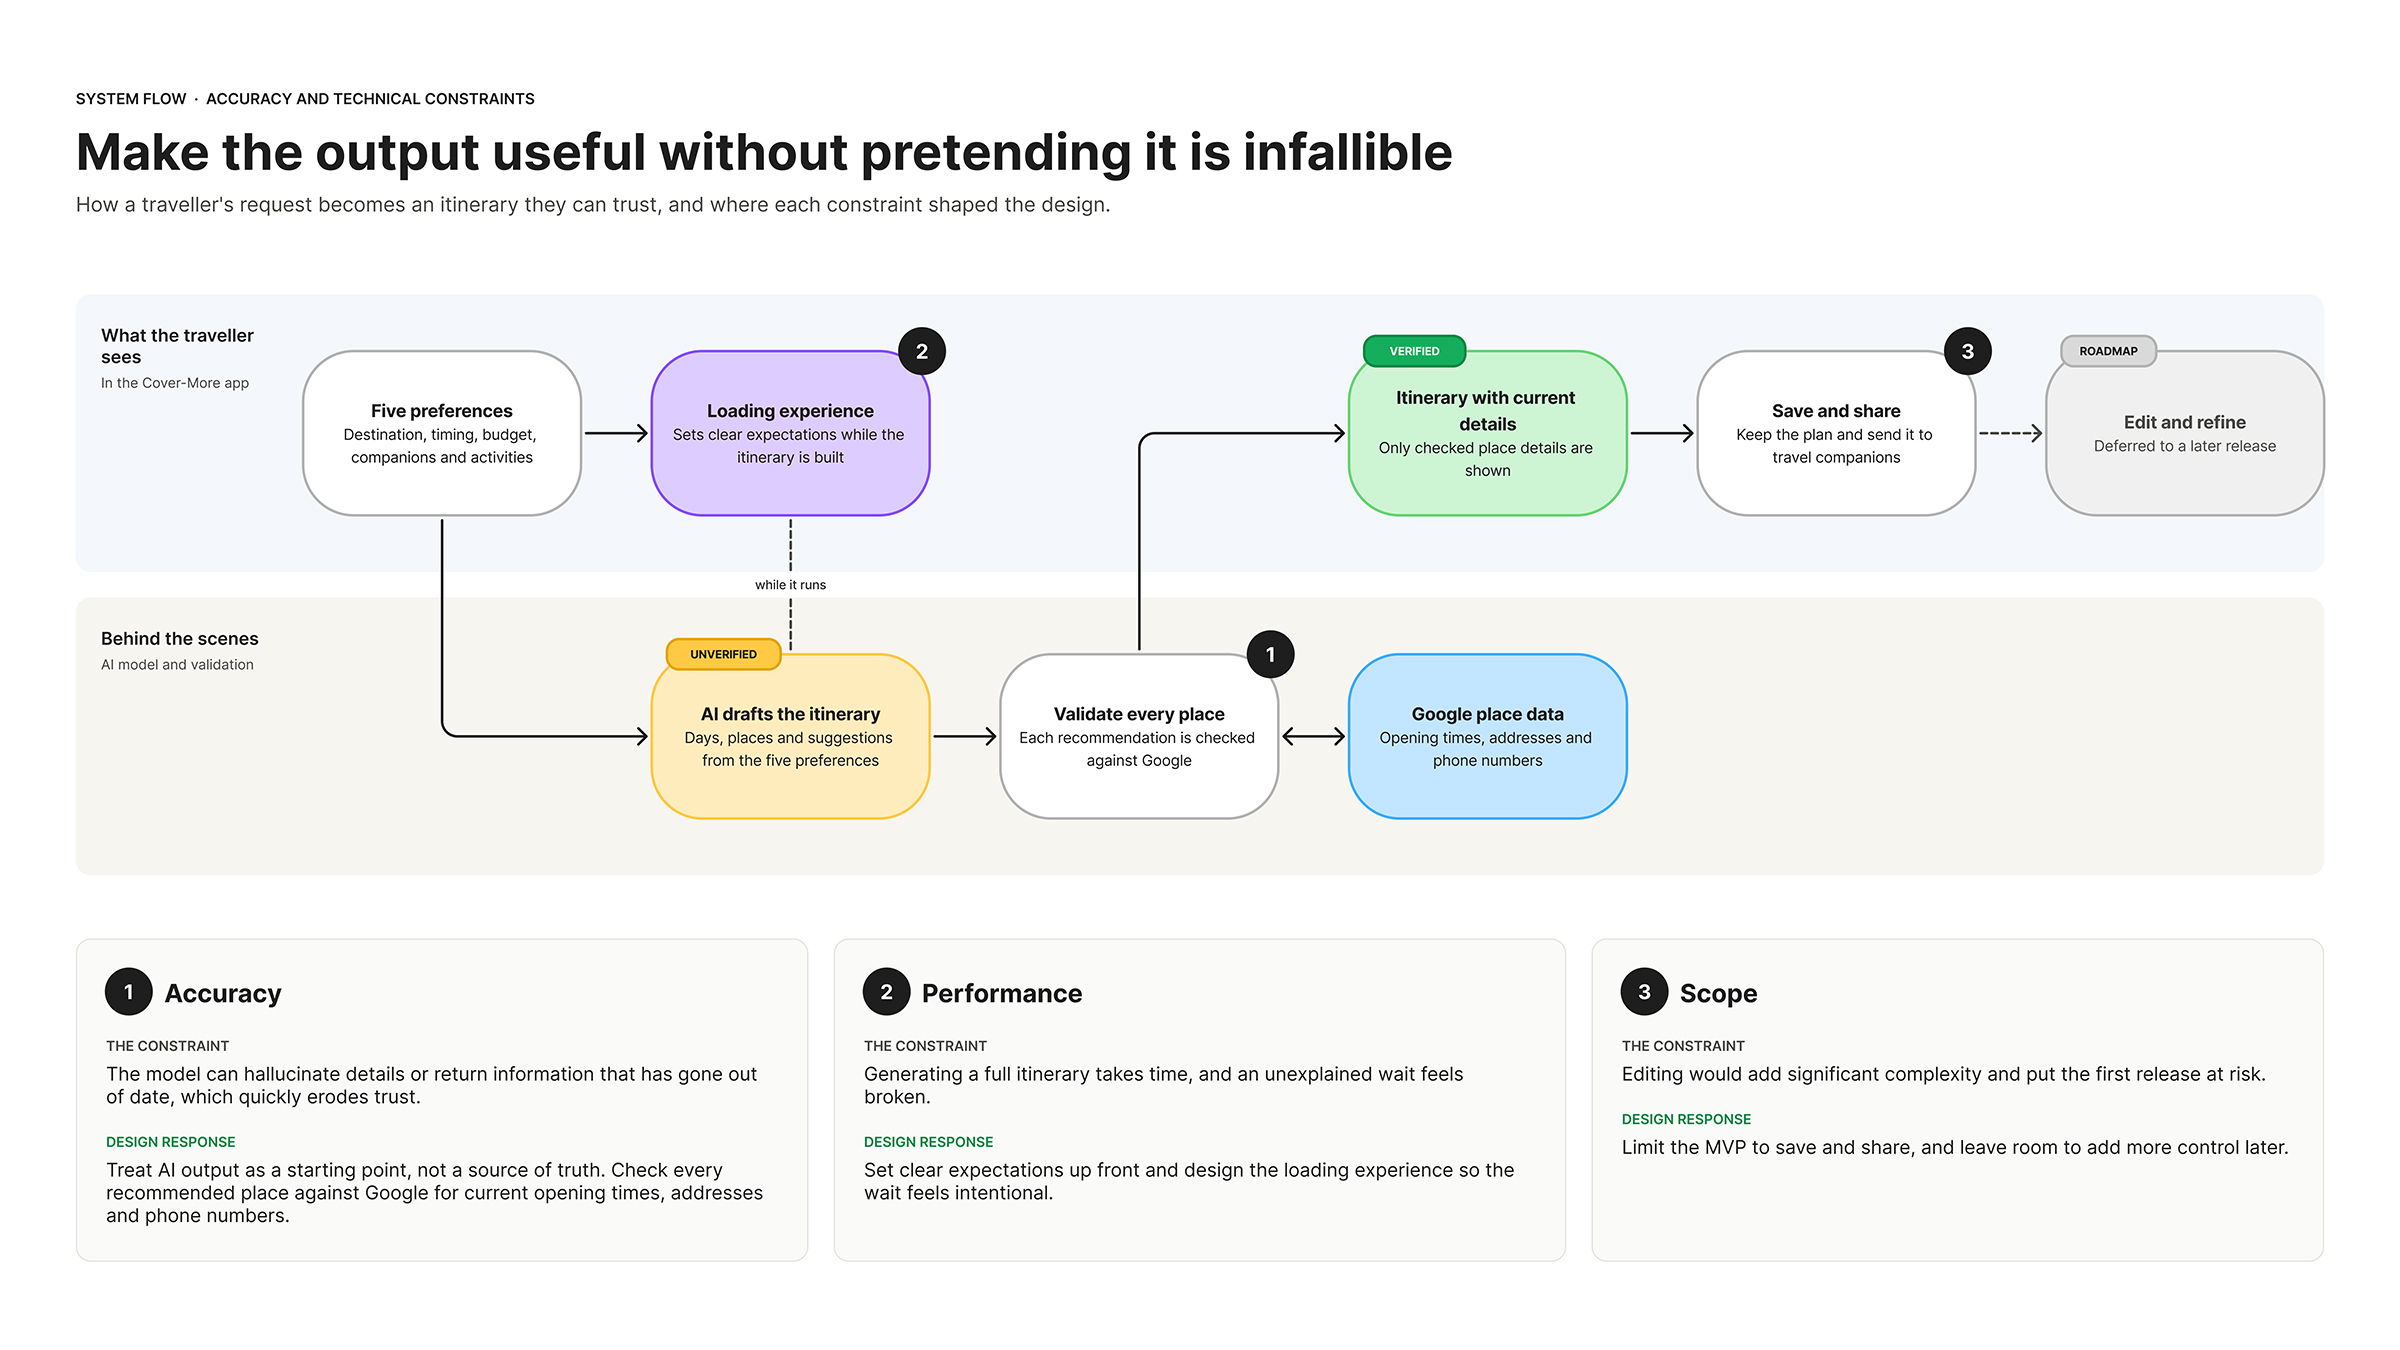 SYSTEM FLOW · ACCURACY AND TECHNICAL CONSTRAINTS
Make the output useful without pretending it is infallible
How a traveller's request becomes an itinerary they can trust, and where each constraint shaped the design.
What the traveller
sees
In the Cover-More app
Five preferences
Destination, timing, budget,
companions and activities
2
Loading experience
Sets clear expectations while the
itinerary is built
VERIFIED
Itinerary with current
details
Only checked place details are
shown
3
Save and share
Keep the plan and send it to
travel companions
ROADMAP
Edit and refine
Deferred to a later release
while it runs
Behind the scenes
AI model and validation
UNVERIFIED
AI drafts the itinerary
Days, places and suggestions
from the five preferences
1
Validate every place
Each recommendation is checked
against Google
Google place data
Opening times, addresses and
phone numbers
1 Accuracy
THE CONSTRAINT
The model can hallucinate details or return information that has gone out
of date, which quickly erodes trust.
DESIGN RESPONSE
Treat AI output as a starting point, not a source of truth. Check every
recommended place against Google for current opening times, addresses
and phone numbers.
2 Performance
THE CONSTRAINT
Generating a full itinerary takes time, and an unexplained wait feels
broken.
DESIGN RESPONSE
Set clear expectations up front and design the loading experience so the
wait feels intentional.
3 Scope
THE CONSTRAINT
Editing would add significant complexity and put the first release at risk.
DESIGN RESPONSE
Limit the MVP to save and share, and leave room to add more control later.